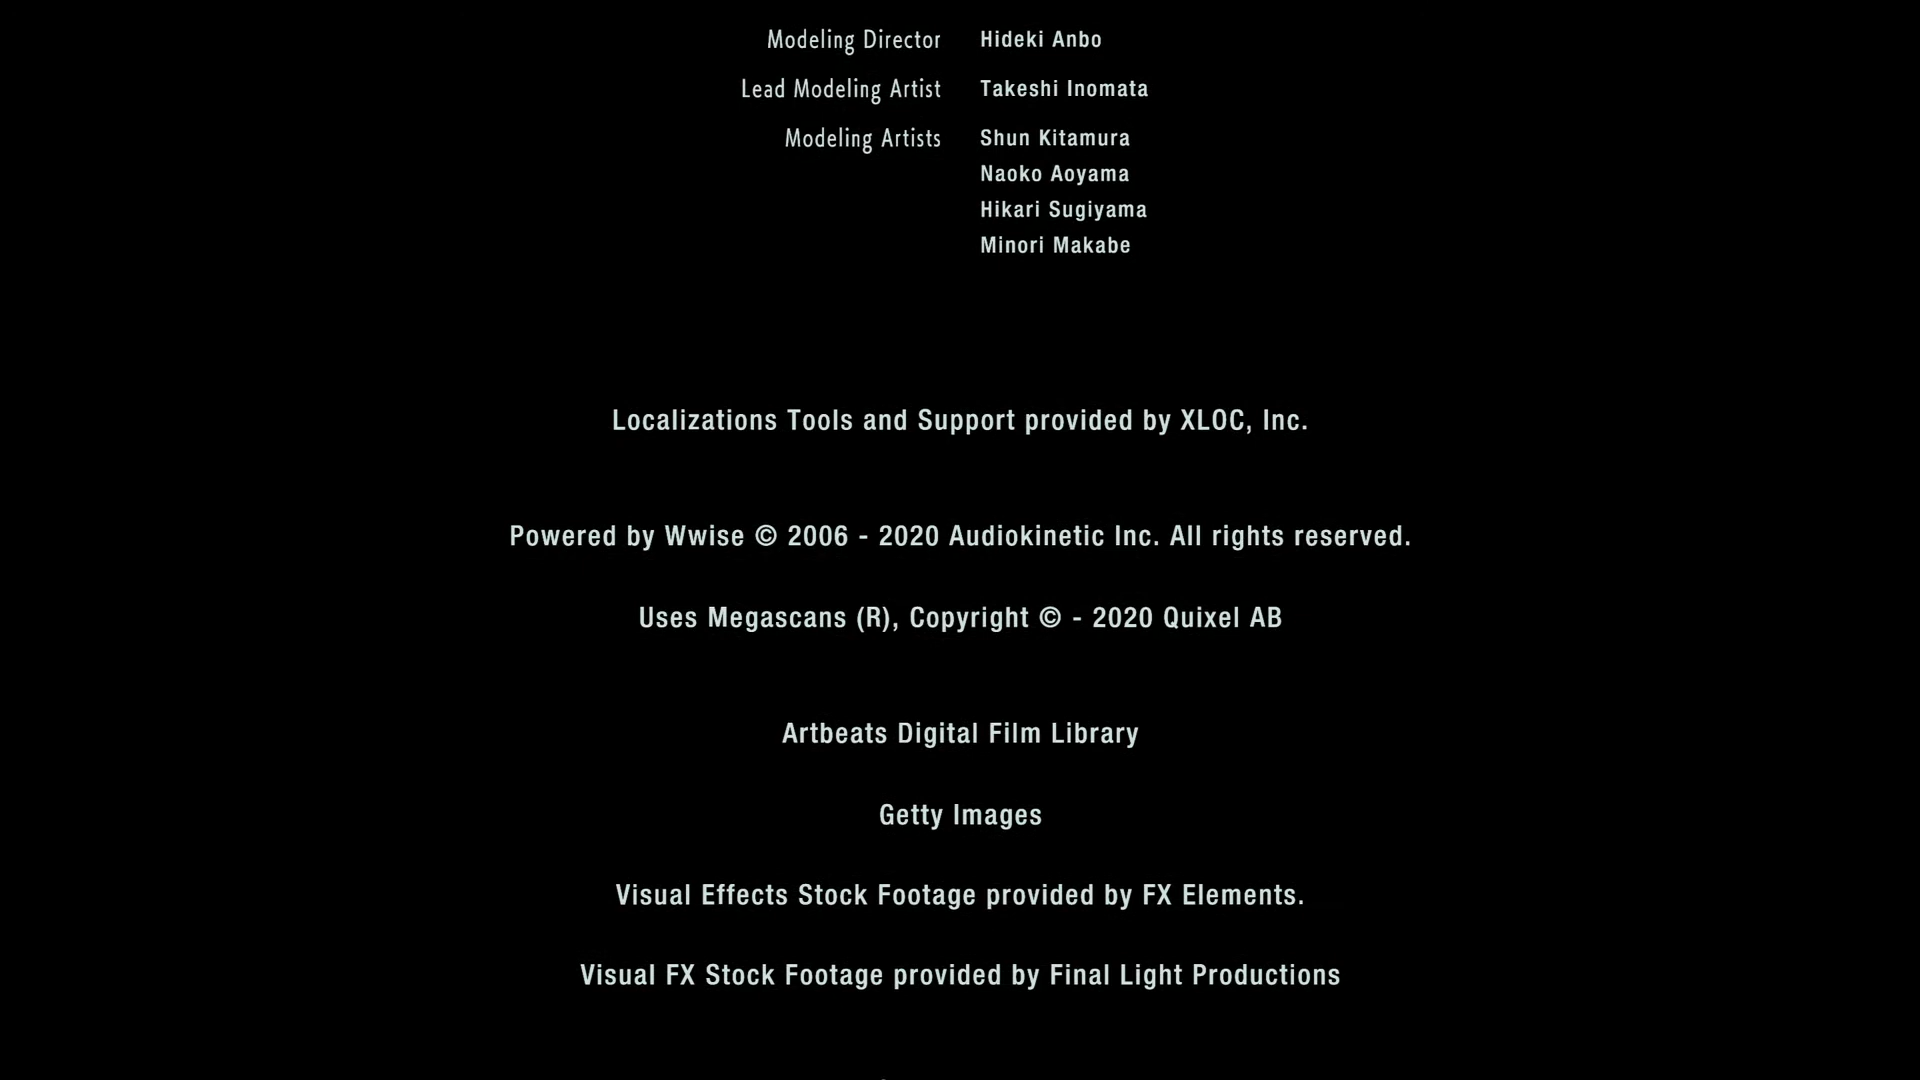 Modeling Director Hideki Anbo
Lead Modeling Artist Takeshi Inomata
Modeling Artists Shun Kitamura
Naoko Aoyama
Hikari Sugiyama
Minori Makabe
Localizations Tools and Support provided by XLOC, Inc.
Powered by Wwise © 2006 - 2020 Audiokinetic Inc. All rights reserved.
Uses Megascans (R), Copyright © - 2020 Quixel AB
Artbeats Digital Film Library
Getty Images
Visual Effects Stock Footage provided by FX Elements.
Visual FX Stock Footage provided by Final Light Productions